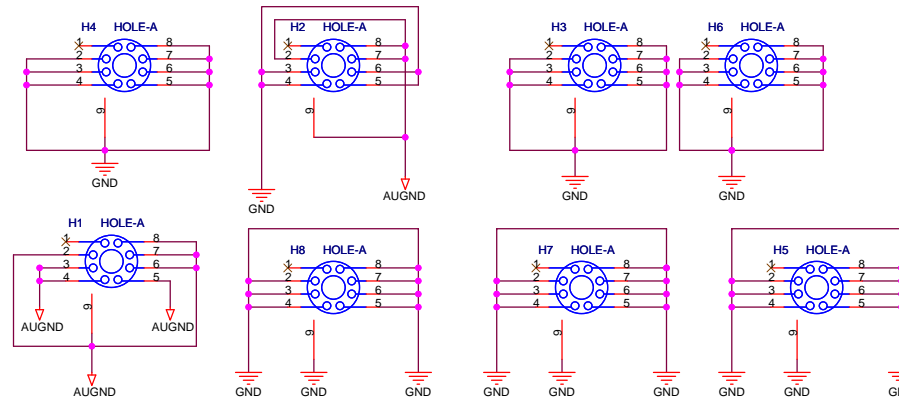 H4 HOLE-A
1 8
2 7
3 6
4 5
9
GND
H2 HOLE-A
1 8
2 7
3 6
4 5
9
GND
AUGND
H3 HOLE-A
1 8
2 7
3 6
4 5
9
GND
H6 HOLE-A
1 8
2 7
3 6
4 5
9
GND
H1 HOLE-A
1 8
2 7
3 6
4 5
9
AUGND
AUGND
AUGND
H8 HOLE-A
1 8
2 7
3 6
4 5
9
GND
GND
GND
H7 HOLE-A
1 8
2 7
3 6
4 5
9
GND
GND
GND
H5 HOLE-A
1 8
2 7
3 6
4 5
9
GND
GND